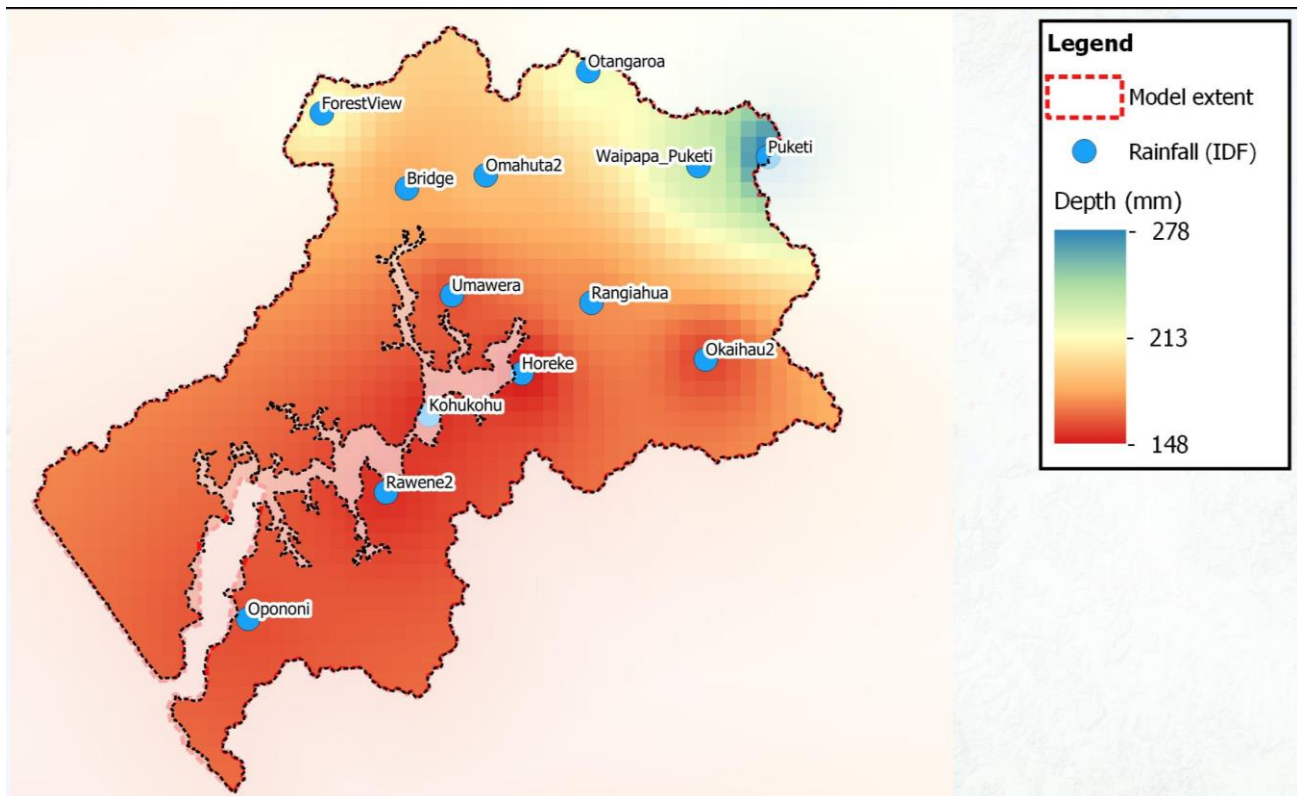 Otangaroa
ForestView
Puketi
Waipapa_Puketi
Omahuta2
Bridge
Umawera
Rangiahua
Okaihau2
Horeke
Kohukohu
Rawene2
Opononi
Legend
Model extent
Rainfall (IDF)
Depth (mm)
278
213
148